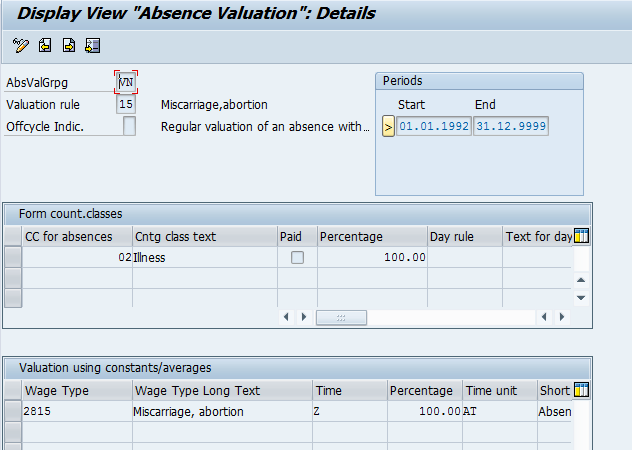 Display View "Absence Valuation": Details
AbsValGrpg VN
Valuation rule 15 Miscarriage,abortion
Offcycle Indic. Regular valuation of an absence with...
Periods
Start End
> 01.01.1992 31.12.9999
Form count.classes
CC for absences Cntg class text Paid Percentage Day rule Text for day
02 Illness 100.00
Valuation using constants/averages
Wage Type Wage Type Long Text Time Percentage Time unit Short
2815 Miscarriage, abortion Z 100.00 AT Absen